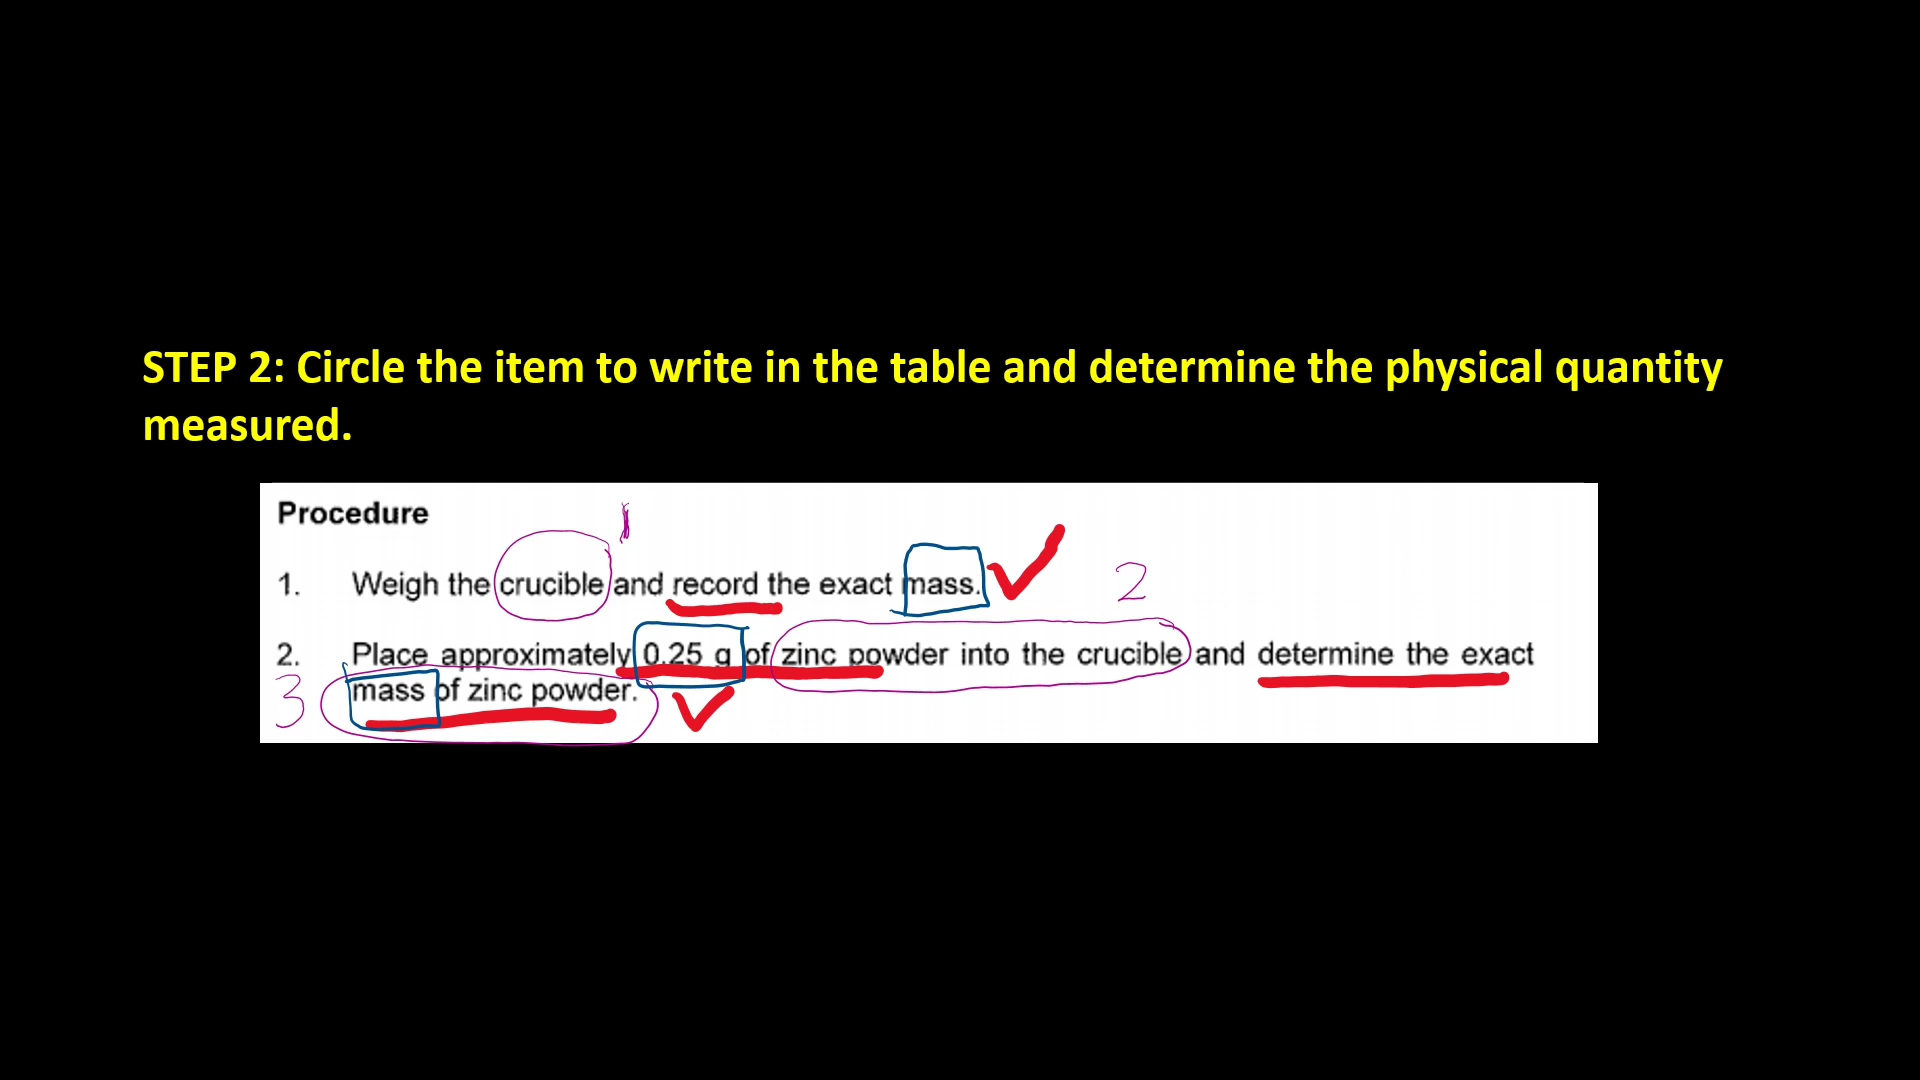 STEP 2: Circle the item to write in the table and determine the physical quantity
measured.
Procedure
1
1. Weigh the crucible and record the exact mass.
2
2. Place approximately 0.25 g of zinc powder into the crucible and determine the exact
3 mass of zinc powder.